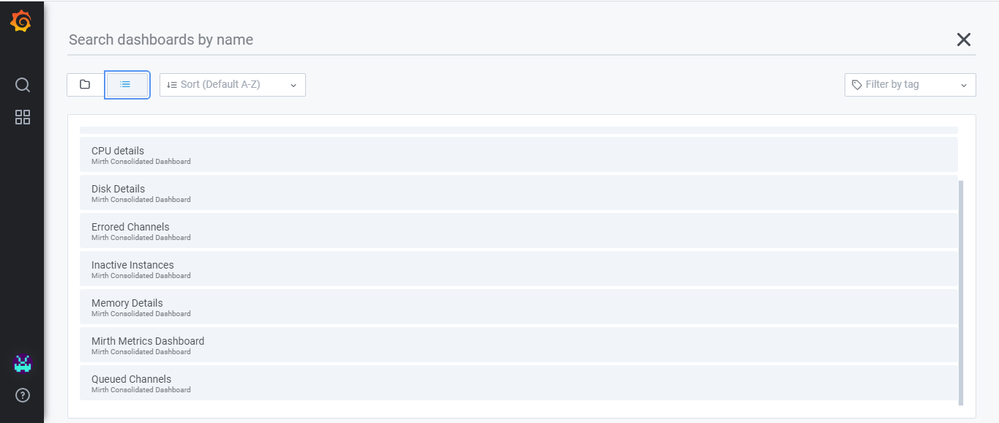 Search dashboards by name
Sort (Default A-Z)
Filter by tag
CPU details
Mirth Consolidated Dashboard
Disk Details
Mirth Consolidated Dashboard
Errored Channels
Mirth Consolidated Dashboard
Inactive Instances
Mirth Consolidated Dashboard
Memory Details
Mirth Consolidated Dashboard
Mirth Metrics Dashboard
Mirth Consolidated Dashboard
Queued Channels
Mirth Consolidated Dashboard